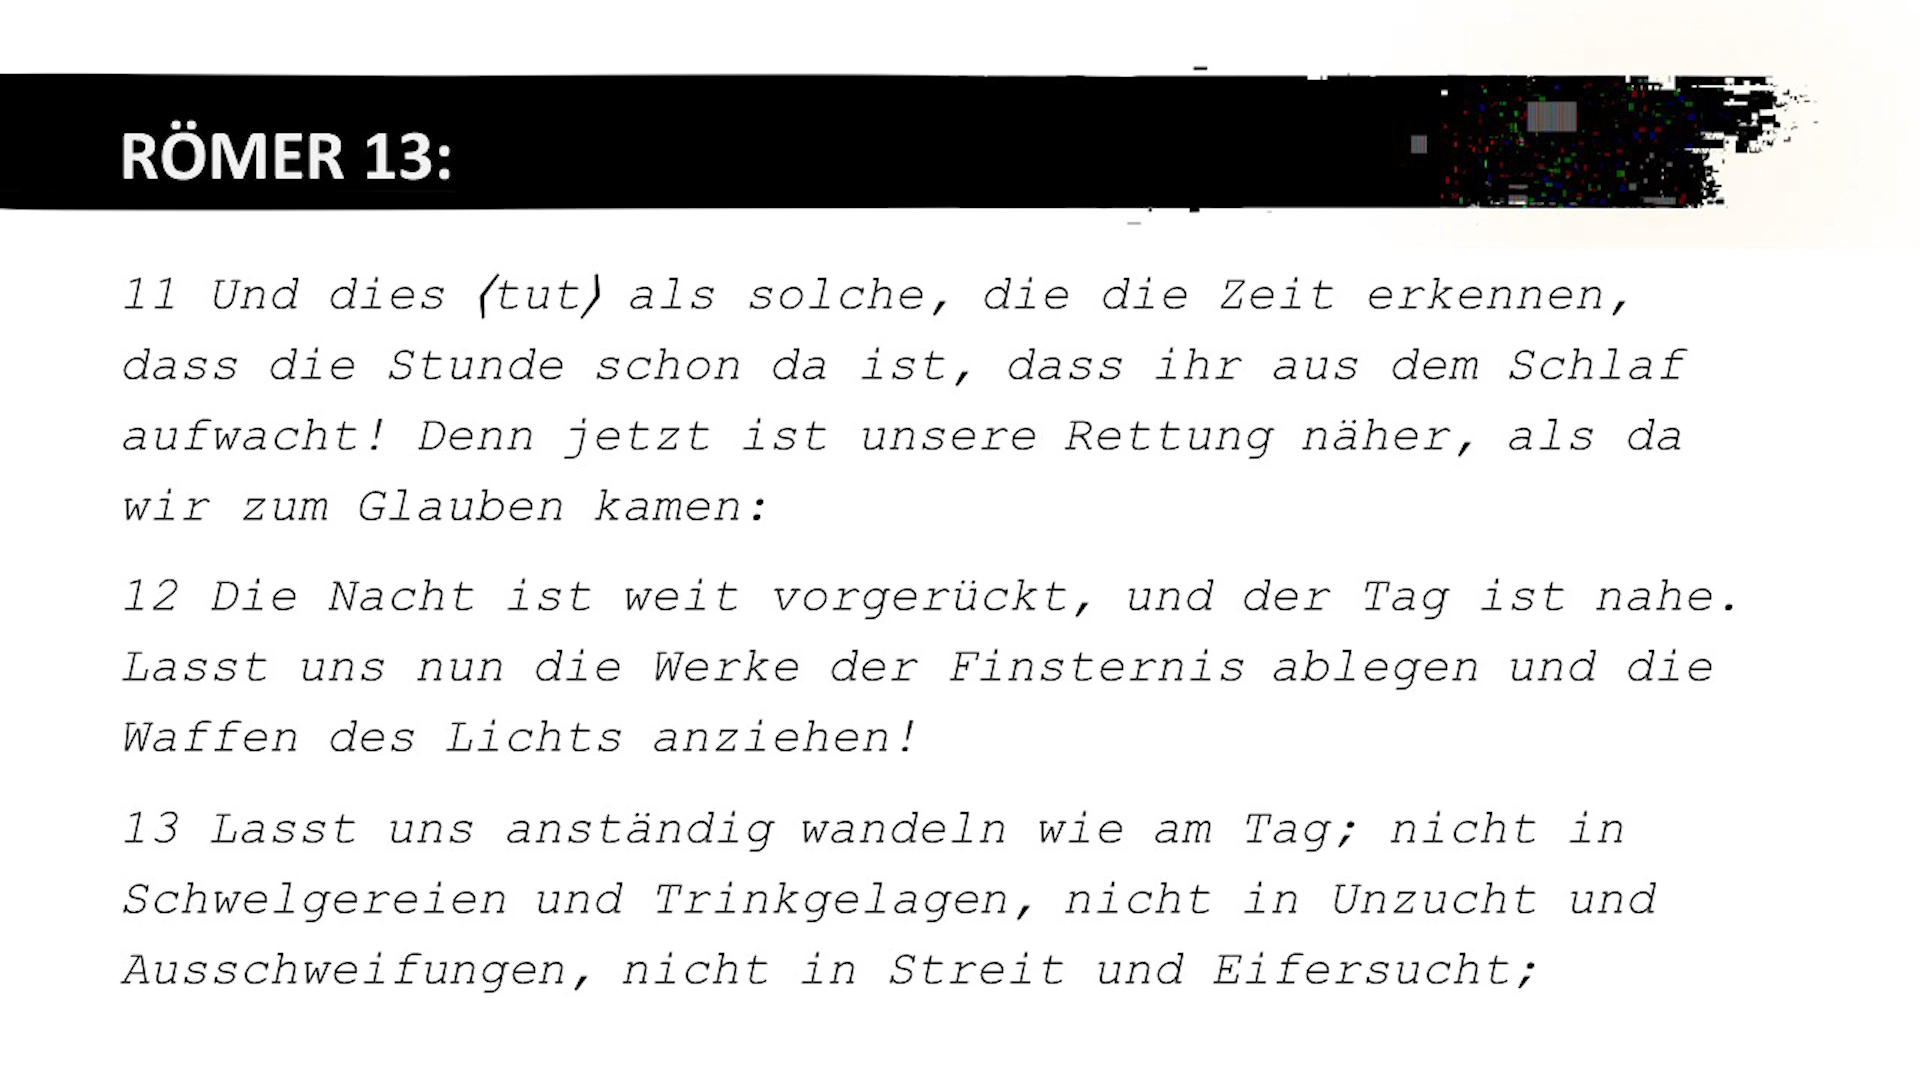 RÖMER 13:
11 Und dies ⟨tut⟩ als solche, die die Zeit erkennen,
dass die Stunde schon da ist, dass ihr aus dem Schlaf
aufwacht! Denn jetzt ist unsere Rettung näher, als da
wir zum Glauben kamen:
12 Die Nacht ist weit vorgerückt, und der Tag ist nahe.
Lasst uns nun die Werke der Finsternis ablegen und die
Waffen des Lichts anziehen!
13 Lasst uns anständig wandeln wie am Tag; nicht in
Schwelgereien und Trinkgelagen, nicht in Unzucht und
Ausschweifungen, nicht in Streit und Eifersucht;